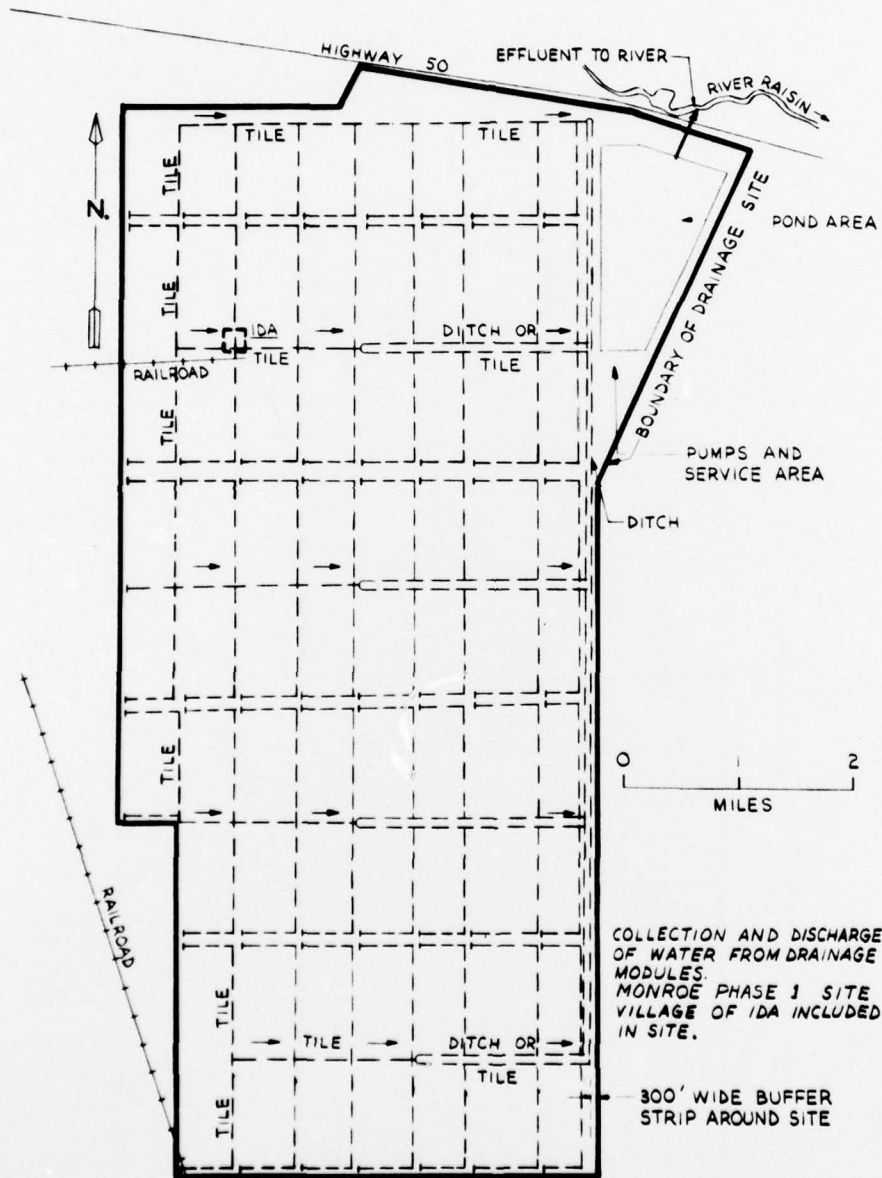 HIGHWAY 50
EFFLUENT TO RIVER
RIVER RAISIN
N.
TILE
TILE
TILE
POND AREA
TILE
BOUNDARY OF DRAINAGE SITE
IDA
TILE
DITCH OR
TILE
RAILROAD
TILE
PUMPS AND
SERVICE AREA
DITCH
TILE
0 2
MILES
RAILROAD
COLLECTION AND DISCHARGE
OF WATER FROM DRAINAGE
MODULES.
MONROE PHASE 1 SITE
VILLAGE OF IDA INCLUDED
IN SITE.
TILE
TILE
DITCH OR
TILE
TILE
300' WIDE BUFFER
STRIP AROUND SITE